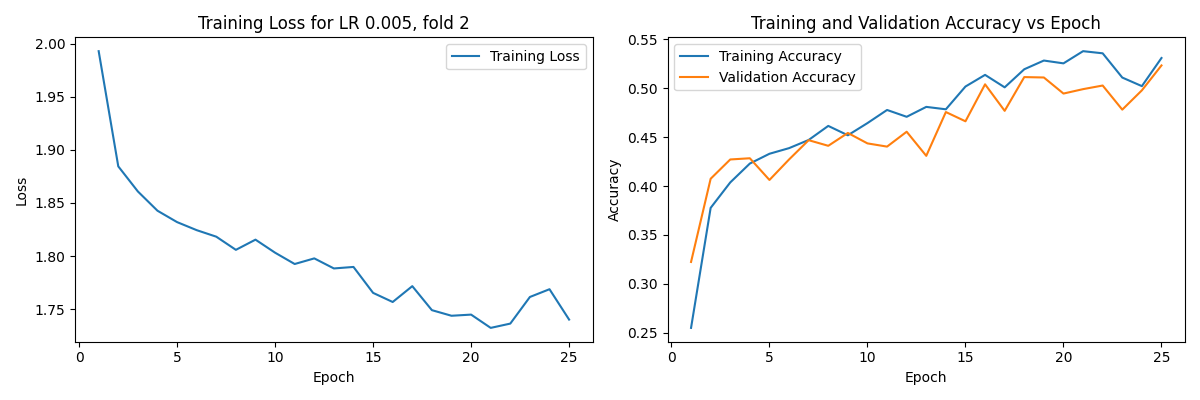 Training Loss for LR 0.005, fold 2
Training Loss
2.00
1.95
1.90
1.85
1.80
1.75
Loss
0
5
10
15
20
25
Epoch
Training and Validation Accuracy vs Epoch
Training Accuracy
Validation Accuracy
0.55
0.50
0.45
0.40
0.35
0.30
0.25
Accuracy
0
5
10
15
20
25
Epoch